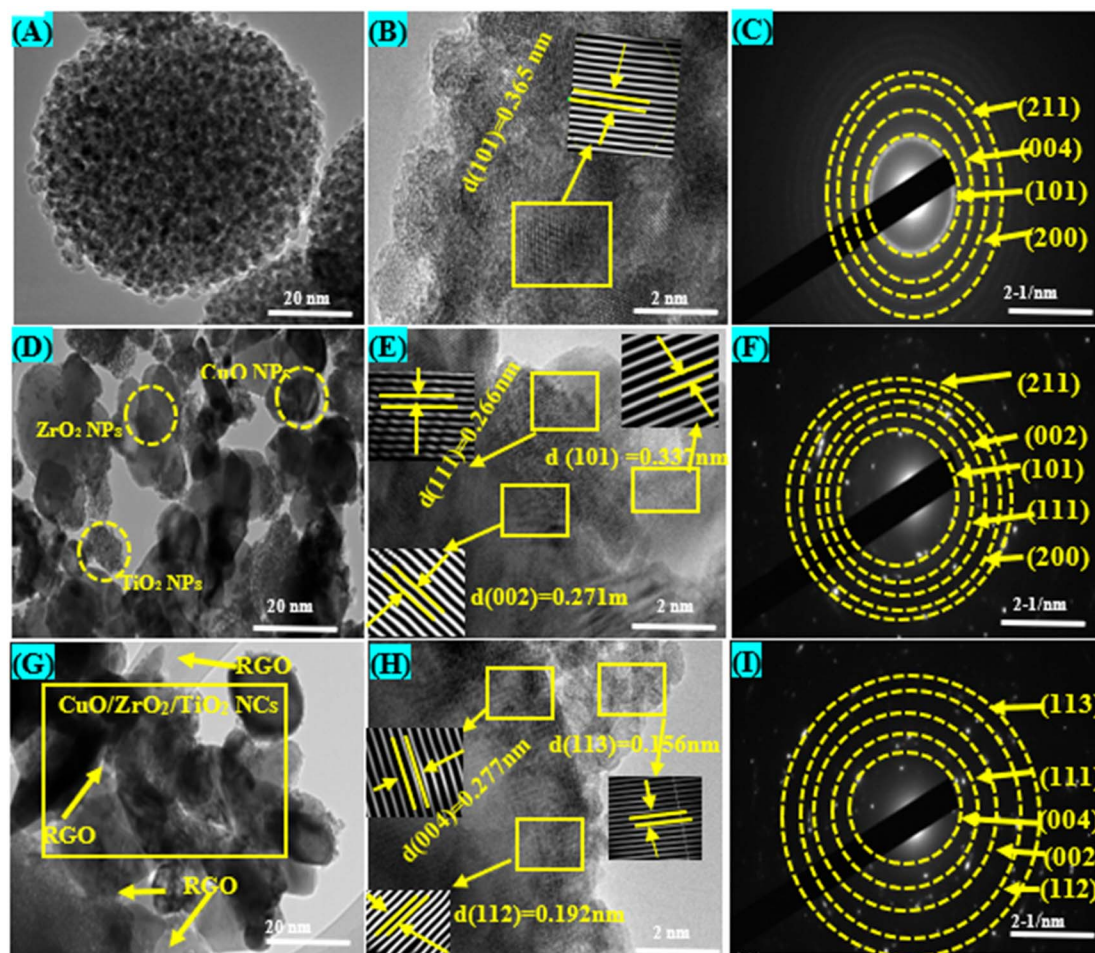 (A)
20 nm
(B)
d(101)=0.365 nm
2 nm
(C)
(211)
(004)
(101)
(200)
2-1/nm
(D)
CuO NPs
ZrO₂ NPs
TiO₂ NPs
20 nm
(E)
d(111)=0.266nm
d (101) =0.337nm
d(002)=0.271m
2 nm
(F)
(211)
(002)
(101)
(111)
(200)
2-1/nm
(G)
RGO
CuO/ZrO₂/TiO₂ NCs
RGO
RGO
20 nm
(H)
d(113)=0.156nm
d(004)=0.277nm
d(112)=0.192nm
2 nm
(I)
(113)
(111)
(004)
(002)
(112)
2-1/nm